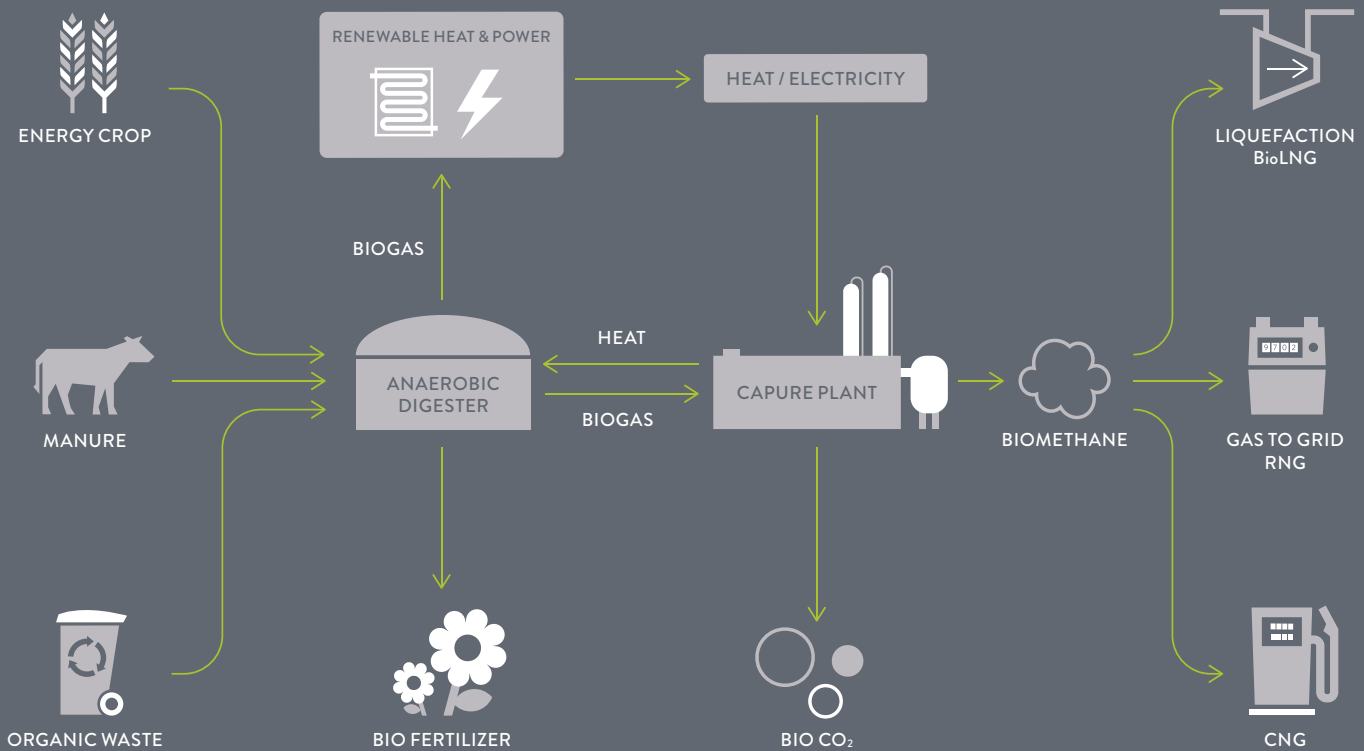 RENEWABLE HEAT & POWER
HEAT / ELECTRICITY
ENERGY CROP
LIQUEFACTION
BioLNG
BIOGAS
HEAT
ANAEROBIC
DIGESTER
CAPURE PLANT
BIOGAS
9702
MANURE
BIOMETHANE
GAS TO GRID
RNG
ORGANIC WASTE
BIO FERTILIZER
BIO CO₂
CNG